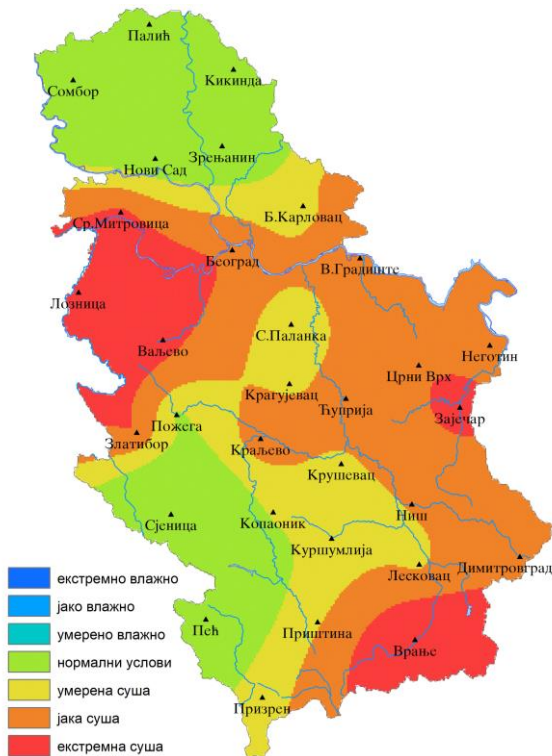 Палић
Кикинда
Сомбор
Зрењанин
Нови Сад
Б.Карловац
Ср.Митровица
Београд
В.Градиште
Лозница
С.Паланка
Ваљево
Неготин
Црни Врх
Крагујевац
Ћуприја
Зајечар
Пожега
Златибор
Краљево
Крушевац
Ниш
Сјеница
Копаоник
Куршумлија
Димитровград
Лесковац
Пећ
Приштина
Врање
Призрен
екстремно влажно
јако влажно
умерено влажно
нормални услови
умерена суша
јака суша
екстремна суша